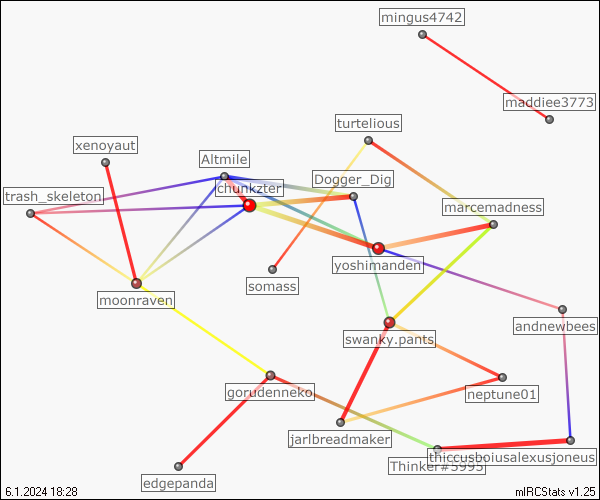 mingus4742
maddiee3773
turtelious
xenoyaut
Altmile
Dogger_Dig
chunkzter
trash_skeleton
marcemadness
yoshimanden
somass
moonraven
andnewbees
swanky.pants
gorudenneko
neptune01
jarlbreadmaker
thiccusboiusalexusjoneus
Thinker#5995
edgepanda
6.1.2024 18:28
mIRCStats v1.25